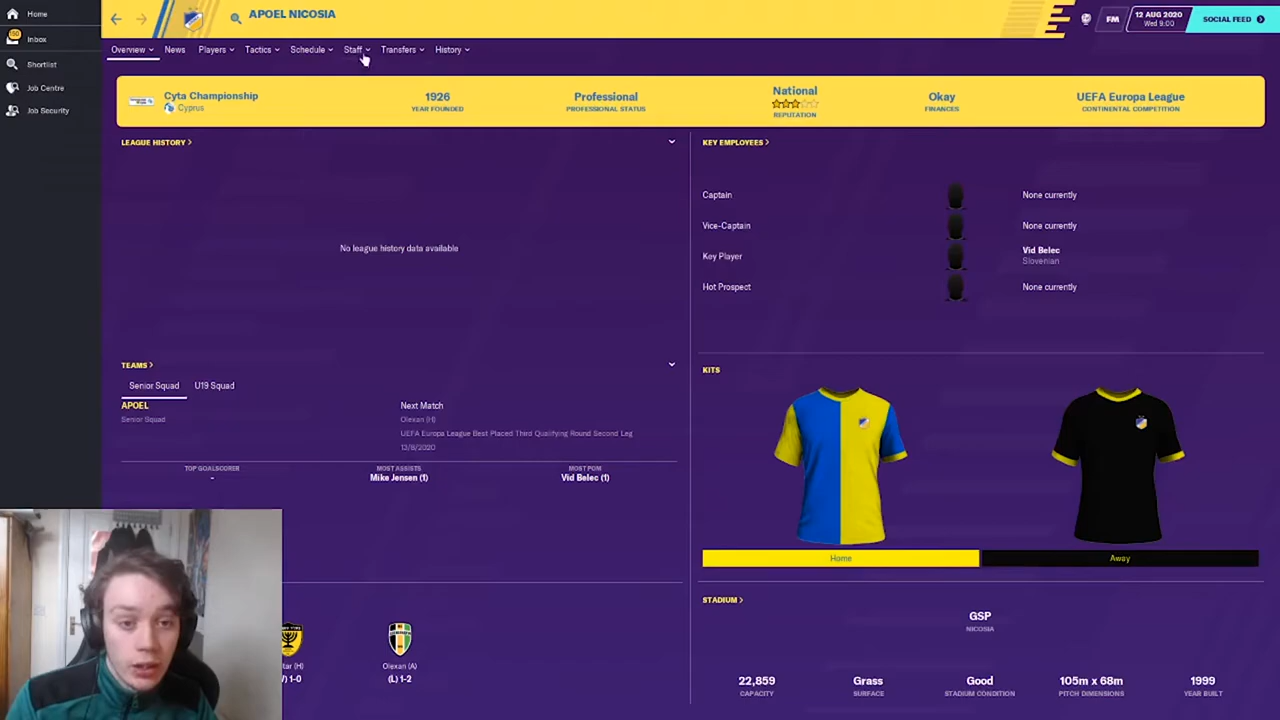 Home
Inbox
Shortlist
Job Centre
Job Security
APOEL NICOSIA
FM
12 AUG 2020
Wed 9:00
SOCIAL FEED
Overview
News
Players
Tactics
Schedule
Staff
Transfers
History
Cyta Championship
Cyprus
1926
YEAR FOUNDED
Professional
PROFESSIONAL STATUS
National
REPUTATION
Okay
FINANCES
UEFA Europa League
CONTINENTAL COMPETITION
LEAGUE HISTORY >
No league history data available
KEY EMPLOYEES >
Captain
None currently
Vice-Captain
None currently
Key Player
Vid Belec
Slovenian
Hot Prospect
None currently
TEAMS >
Senior Squad
U19 Squad
APOEL
Senior Squad
Next Match
Olexan (H)
UEFA Europa League Best Placed Third Qualifying Round Second Leg
13/8/2020
TOP GOALSCORER
-
MOST ASSISTS
Mike Jensen (1)
MOST POM
Vid Belec (1)
Olexan (A)
(L) 1-2
KITS
Home
Away
STADIUM >
GSP
NICOSIA
22,859
CAPACITY
Grass
SURFACE
Good
STADIUM CONDITION
105m x 68m
PITCH DIMENSIONS
1999
YEAR BUILT